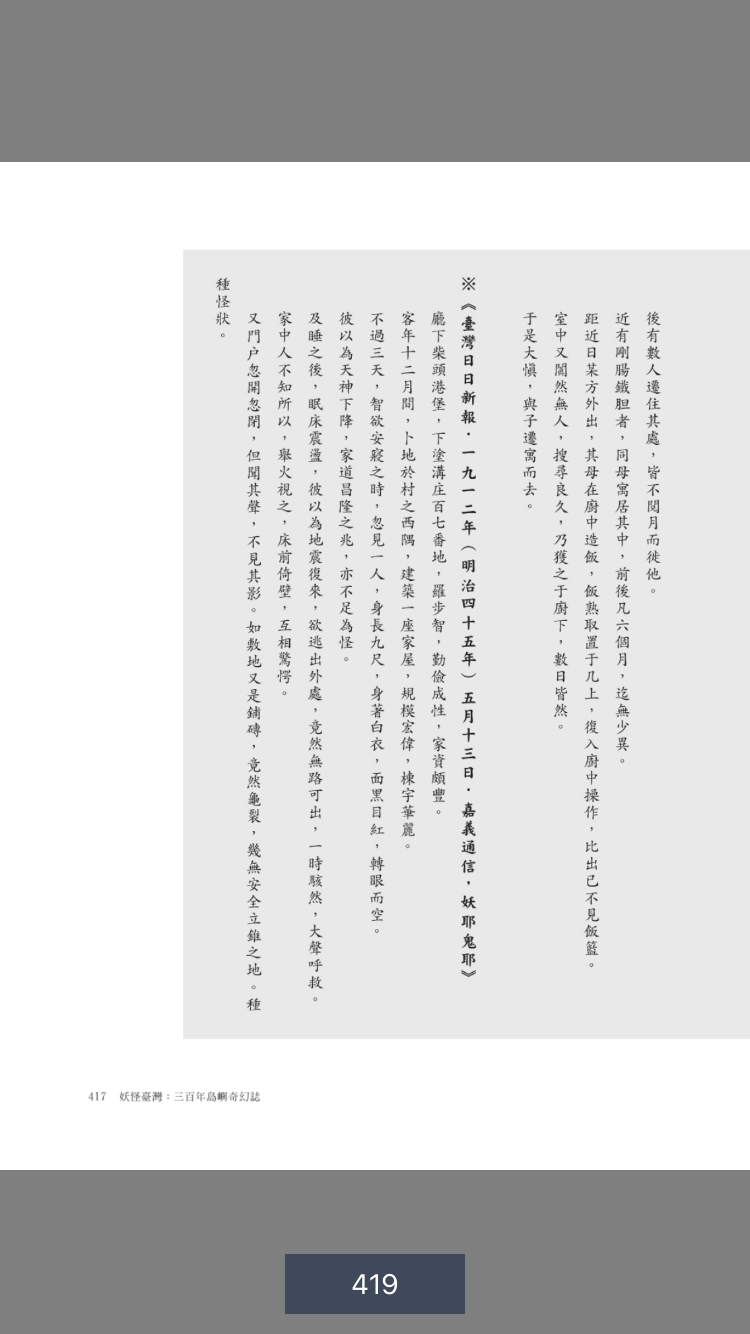 後有數人遷住其處，皆不閱月而徙他。
近有剛腸鐵胆者，同母寓居其中，前後凡六個月，迄無少異。
距近日某方外出，其母在廚中造飯，飯熟取置于几上，復入廚中操作，比出已不見飯籃。
室中又闃然無人，搜尋良久，乃獲之于廚下，數日皆然。
于是大懼，與子遷寓而去。
※《臺灣日日新報．一九一二年（明治四十五年）五月十三日．嘉義通信，妖耶鬼耶》
廳下柴頭港堡，下塗溝庄百七番地，羅步智，勤儉成性，家資頗豐。
客年十二月間，卜地於村之西隅，建築一座家屋，規模宏偉，棟宇華麗。
不過三天，智欲安寢之時，忽見一人，身長九尺，身著白衣，面黑目紅，轉眼而空。
彼以為天神下降，家道昌隆之兆，亦不足為怪。
及睡之後，眠床震盪，彼以為地震復來，欲逃出外處，竟然無路可出，一時駭然，大聲呼救。
家中人不知所以，舉火視之，床前倚壁，互相驚愕。
又門戶忽開忽閉，但聞其聲，不見其影。如敷地又是鋪磚，竟然龜裂，幾無安全立錐之地。種
種怪狀。
417 妖怪臺灣：三百年島嶼奇幻誌
419